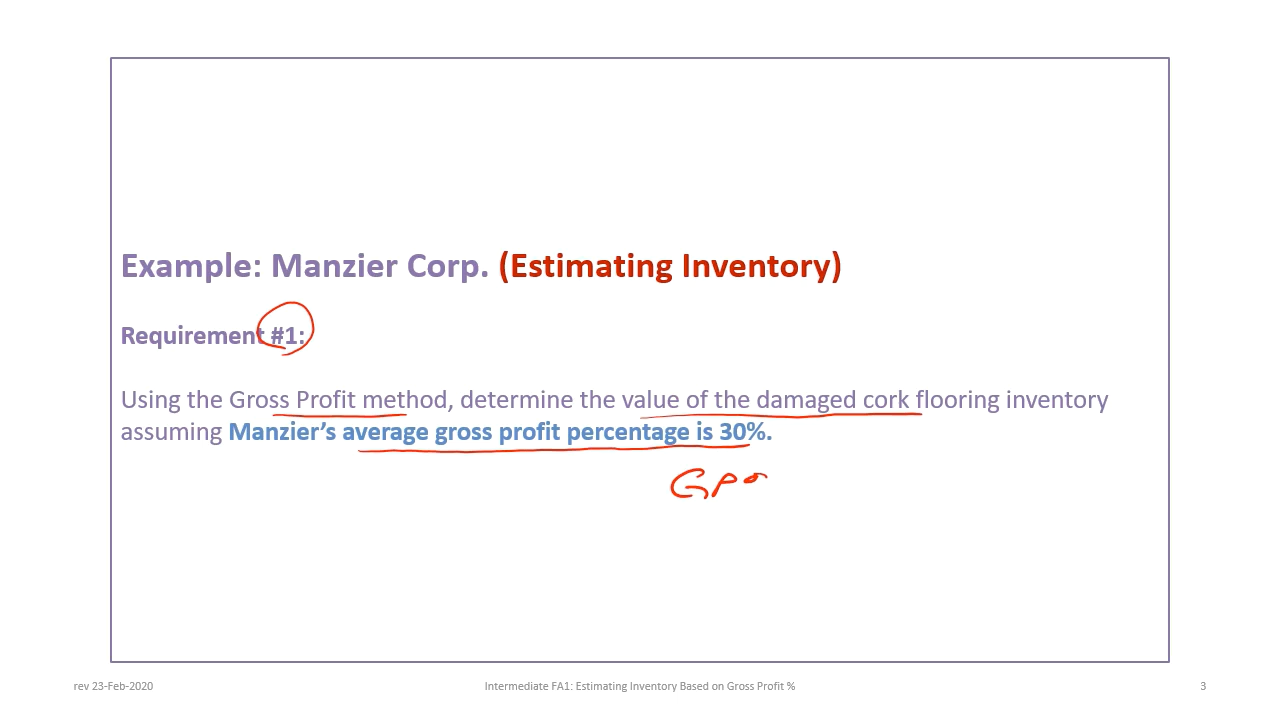 Example: Manzier Corp. (Estimating Inventory)
Requirement #1:
Using the Gross Profit method, determine the value of the damaged cork flooring inventory
assuming Manzier’s average gross profit percentage is 30%.
GP
rev 23-Feb-2020
Intermediate FA1: Estimating Inventory Based on Gross Profit %
3